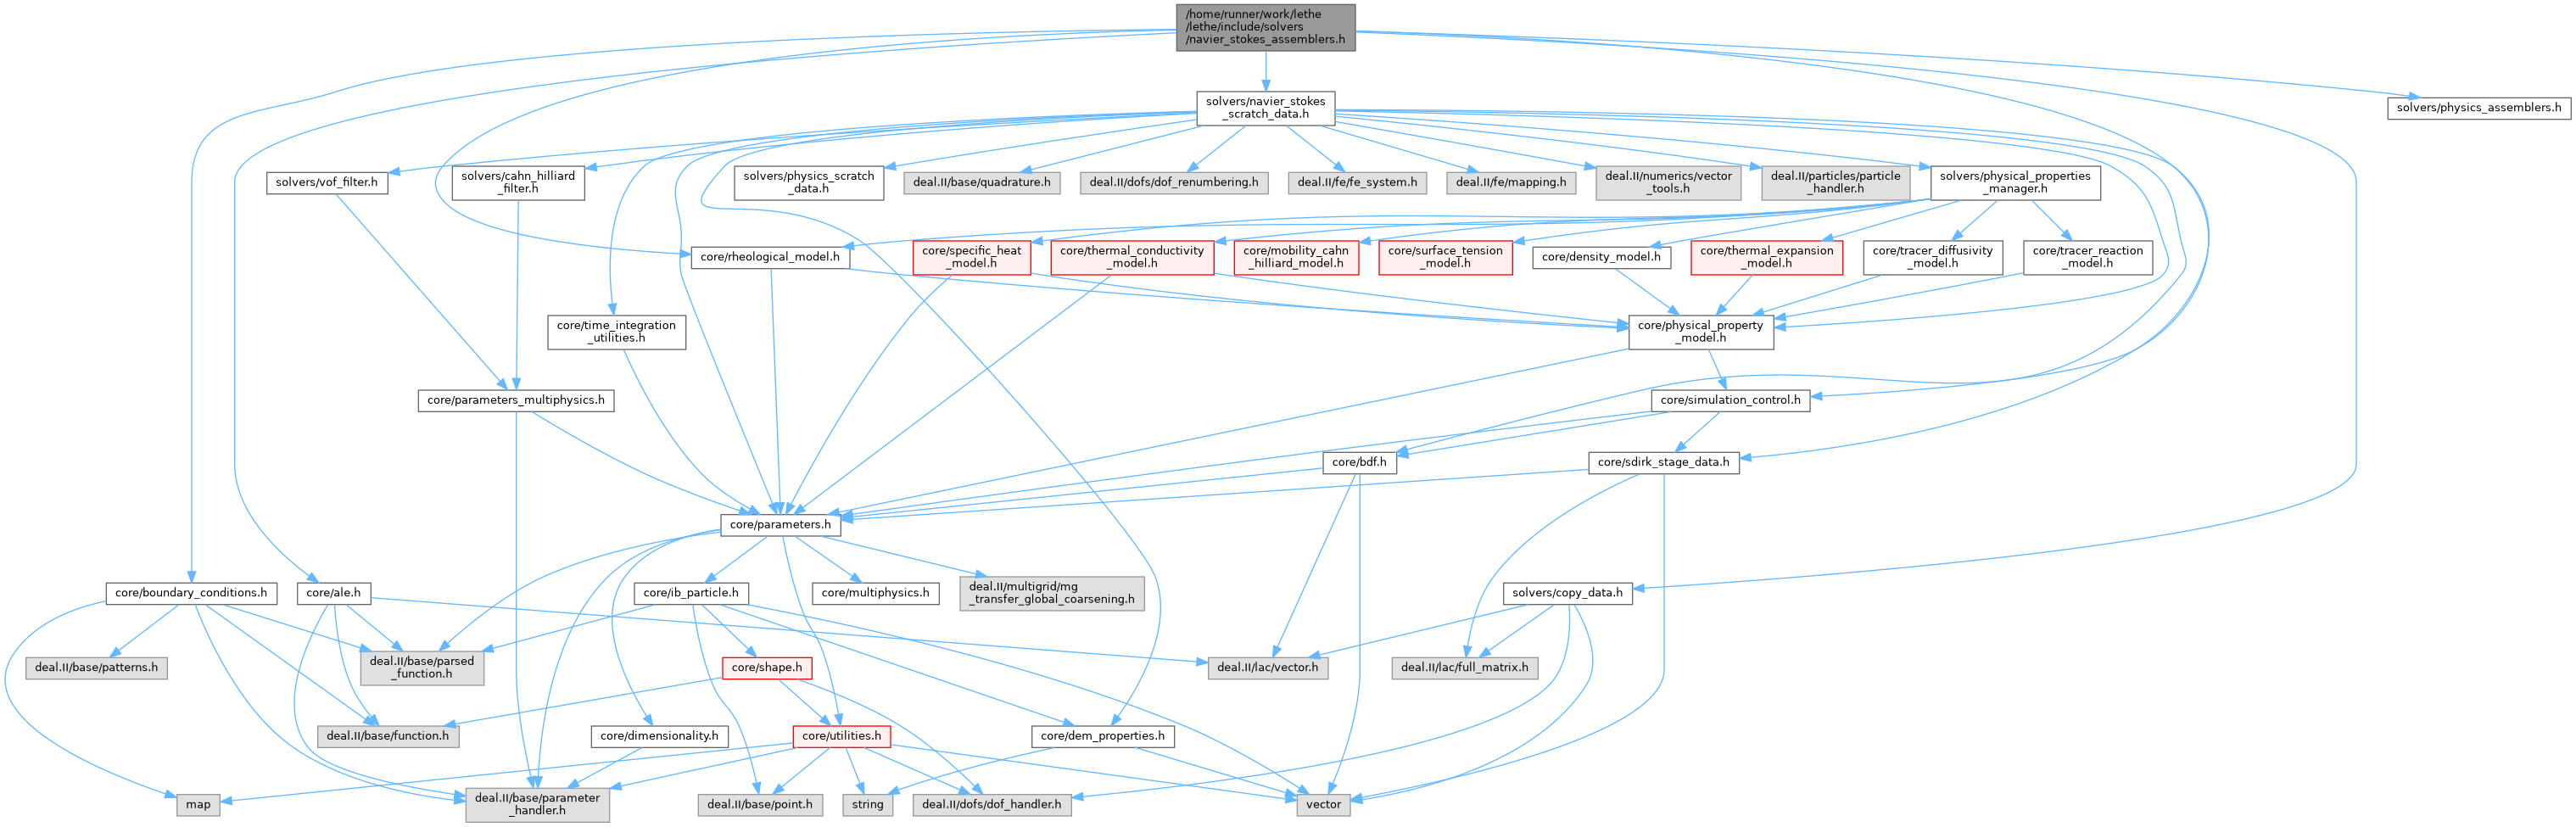 /home/runner/work/lethe
/lethe/include/solvers
/navier_stokes_assemblers.h
solvers/navier_stokes
_scratch_data.h
solvers/physics_assemblers.h
solvers/vof_filter.h
solvers/cahn_hilliard
_filter.h
solvers/physics_scratch
_data.h
deal.II/base/quadrature.h
deal.II/dofs/dof_renumbering.h
deal.II/fe/fe_system.h
deal.II/fe/mapping.h
deal.II/numerics/vector
_tools.h
deal.II/particles/particle
_handler.h
solvers/physical_properties
_manager.h
core/rheological_model.h
core/specific_heat
_model.h
core/thermal_conductivity
_model.h
core/mobility_cahn
_hilliard_model.h
core/surface_tension
_model.h
core/density_model.h
core/thermal_expansion
_model.h
core/tracer_diffusivity
_model.h
core/tracer_reaction
_model.h
core/time_integration
_utilities.h
core/physical_property
_model.h
core/parameters_multiphysics.h
core/simulation_control.h
core/bdf.h
core/sdirk_stage_data.h
core/parameters.h
core/boundary_conditions.h
core/ale.h
core/ib_particle.h
core/multiphysics.h
deal.II/multigrid/mg
_transfer_global_coarsening.h
solvers/copy_data.h
deal.II/base/patterns.h
deal.II/base/parsed
_function.h
core/shape.h
deal.II/lac/vector.h
deal.II/lac/full_matrix.h
deal.II/base/function.h
core/dimensionality.h
core/utilities.h
core/dem_properties.h
map
deal.II/base/parameter
_handler.h
deal.II/base/point.h
string
deal.II/dofs/dof_handler.h
vector